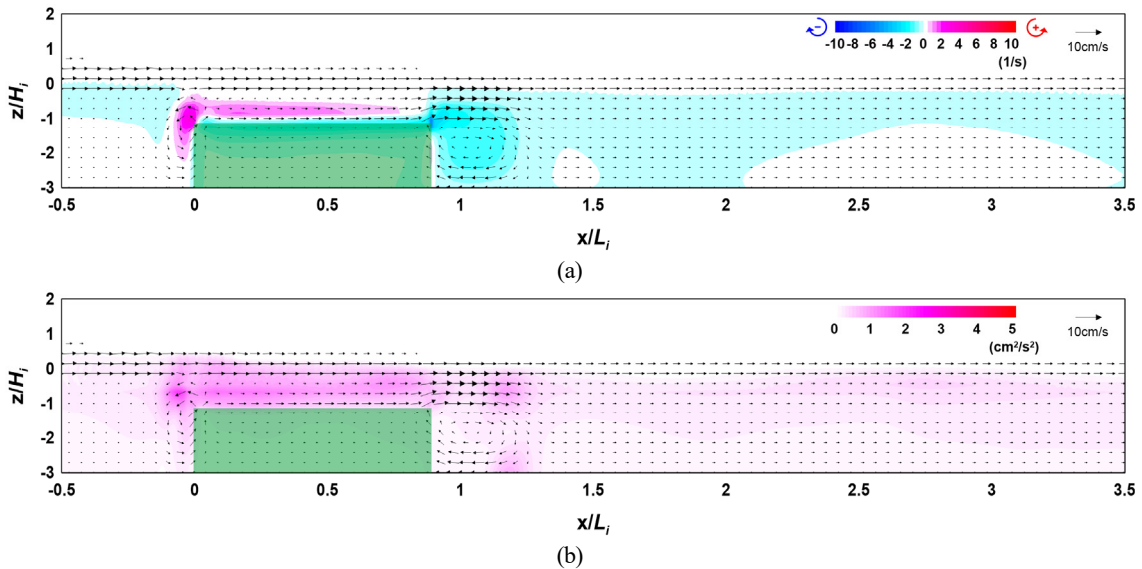 2
1
0
-1
-2
-3
z/Hi
-10 -8 -6 -4 -2 0 2 4 6 8 10
(1/s)
- +
10cm/s
-0.5 0 0.5 1 1.5 2 2.5 3 3.5
x/Li
(a)
2
1
0
-1
-2
-3
z/Hi
0 1 2 3 4 5
(cm²/s²)
10cm/s
-0.5 0 0.5 1 1.5 2 2.5 3 3.5
x/Li
(b)